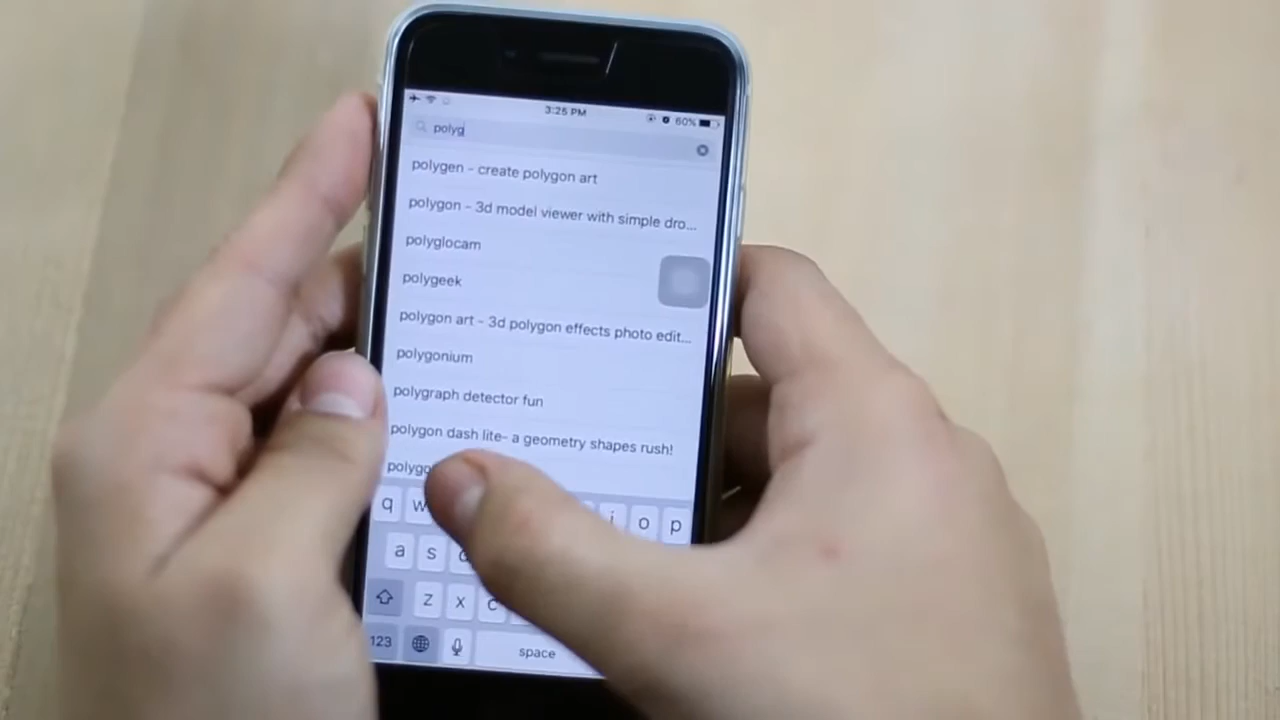 3:25 PM
60%
polyg
polygen - create polygon art
polygon - 3d model viewer with simple dro...
polyglocam
polygeek
polygon art - 3d polygon effects photo edit...
polygonium
polygraph detector fun
polygon dash lite- a geometry shapes rush!
q w i o p
a s
z x c
123 space